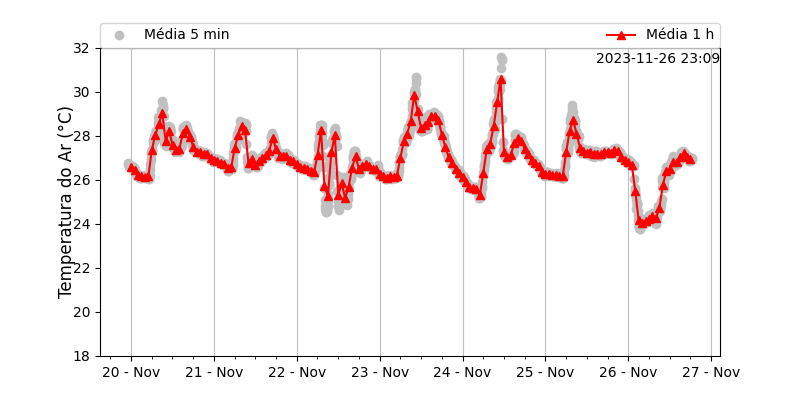 Média 5 min
Média 1 h
2023-11-26 23:09
Temperatura do Ar (°C)
32
30
28
26
24
22
20
18
20 - Nov
21 - Nov
22 - Nov
23 - Nov
24 - Nov
25 - Nov
26 - Nov
27 - Nov